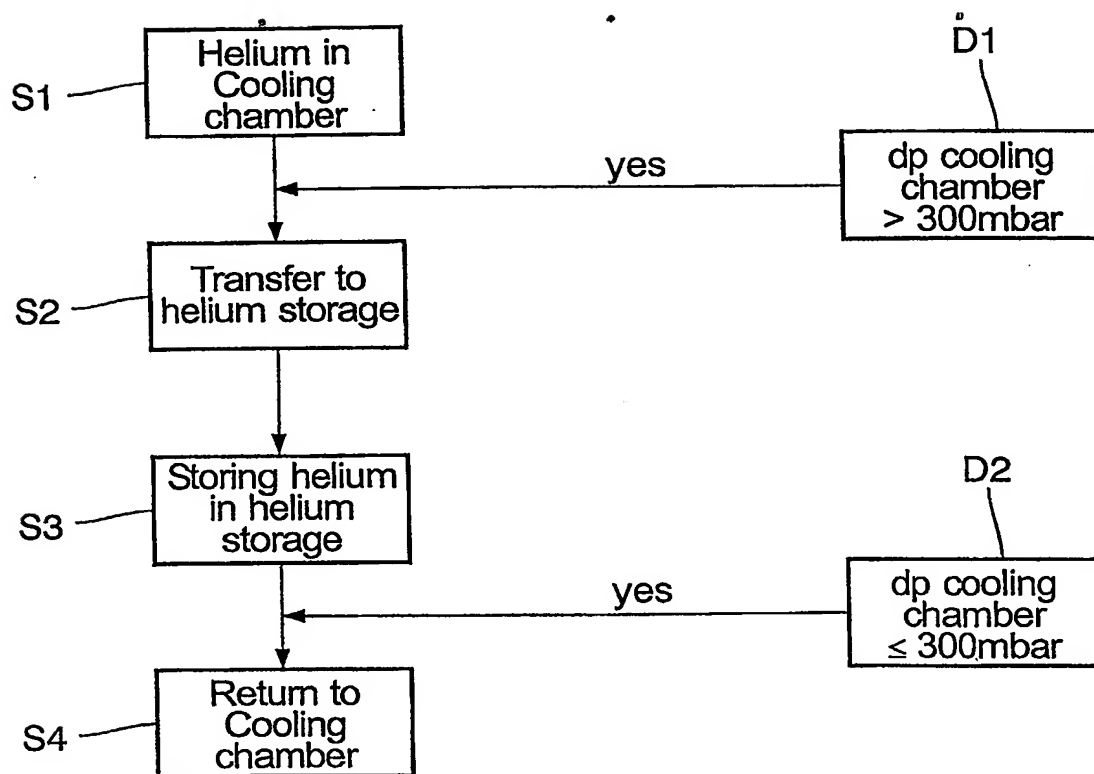 Helium in
Cooling
chamber
S1
D1
dp cooling
chamber
> 300mbar
yes
Transfer to
helium storage
S2
Storing helium
in helium
storage
S3
D2
dp cooling
chamber
≤ 300mbar
yes
Return to
Cooling
chamber
S4